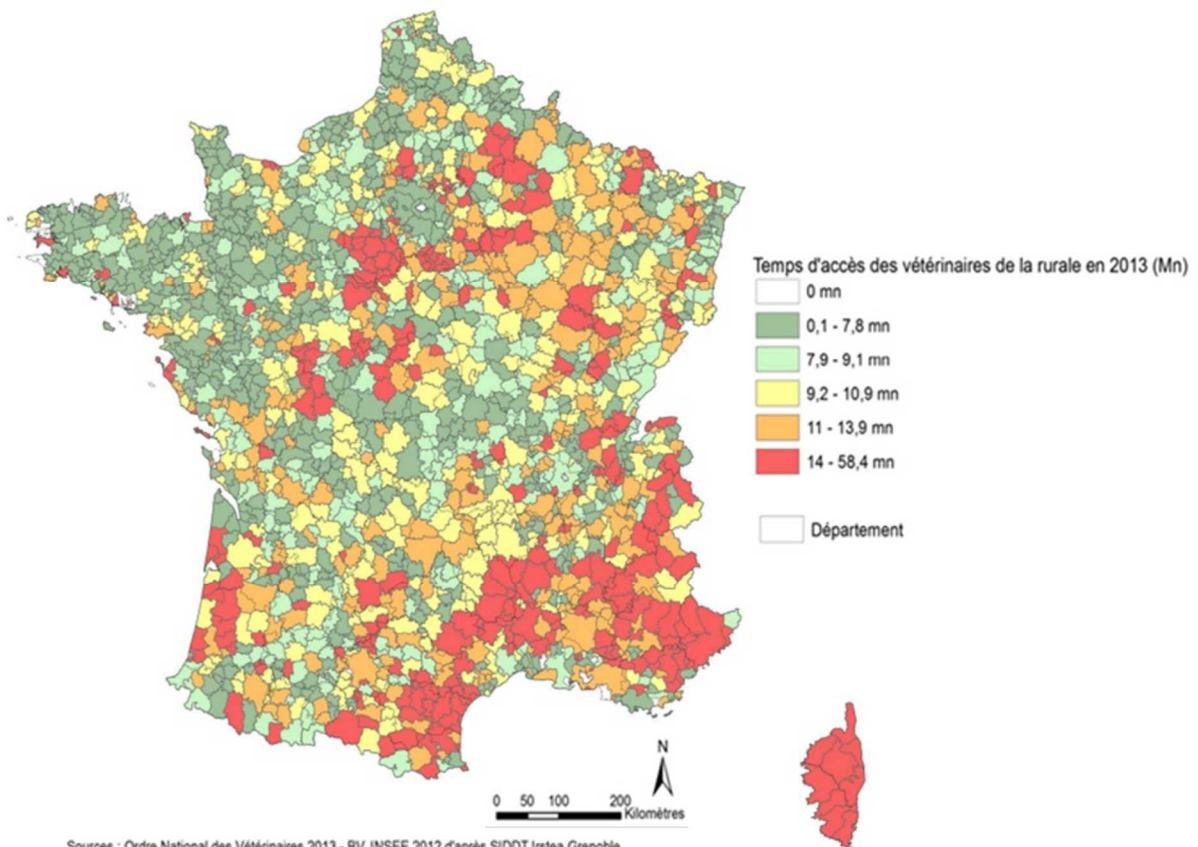 Temps d'accès des vétérinaires de la rurale en 2013 (Mn)
0 mn
0,1 - 7,8 mn
7,9 - 9,1 mn
9,2 - 10,9 mn
11 - 13,9 mn
14 - 58,4 mn
Département
N
0 50 100 200
Kilomètres
Sources : Ordre National des Vétérinaires 2013 - BV, INSEE 2012 d'après SIDDT Irstea Grenoble